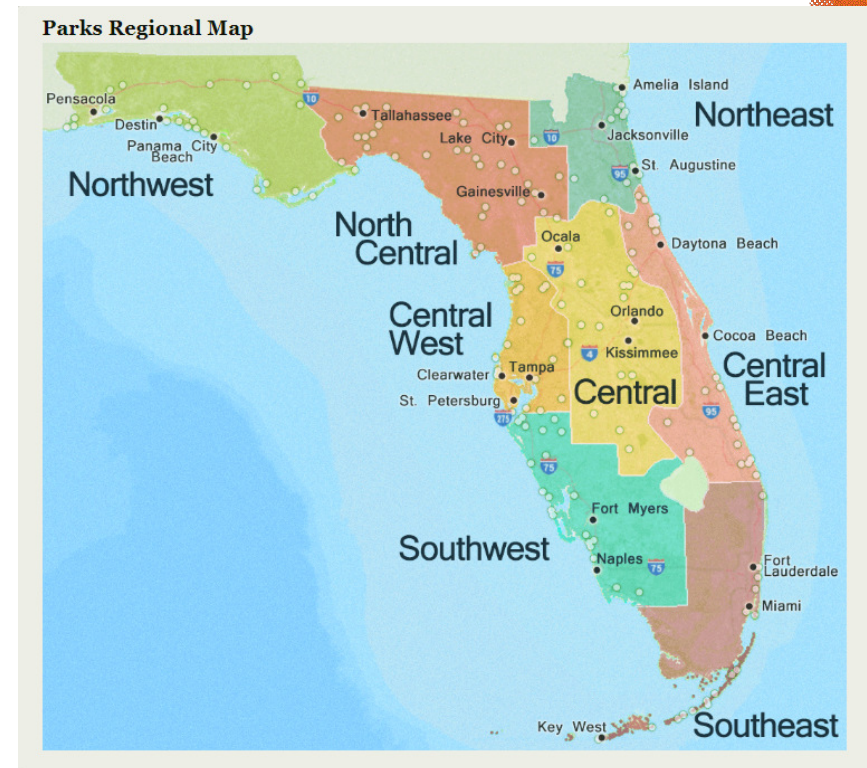 Parks Regional Map
Amelia Island
Pensacola
10
Northeast
Tallahassee
Destin
Jacksonville
Lake City
10
Panama City
Beach
St. Augustine
95
Northwest
Gainesville
North
Central
Ocala
Daytona Beach
75
Central
West
Orlando
Cocoa Beach
4
Kissimmee
Central
East
Clearwater
Tampa
Central
St. Petersburg
95
275
75
Fort Myers
Southwest
Naples
75
Fort
Lauderdale
Miami
Key West
Southeast